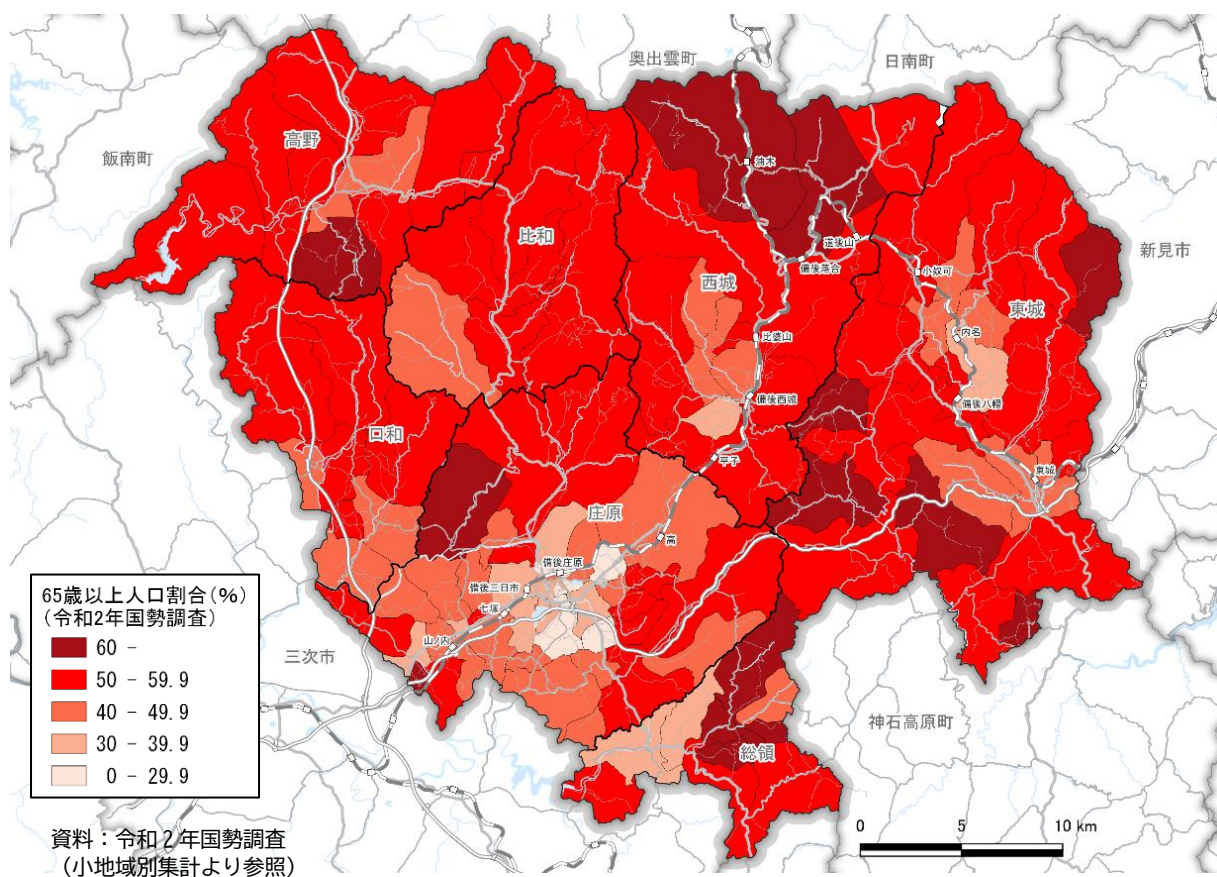 奥出雲町
日南町
飯南町
高野
油木
比和
道後山
備後落合
小奴可
新見市
西城
東城
内名
比婆山
備後西城
備後八幡
口和
平子
東城
庄原
高
備後庄原
備後三日市
七塚
山ノ内
三次市
神石高原町
総領
65歳以上人口割合(%)
(令和2年国勢調査)
60 -
50 - 59.9
40 - 49.9
30 - 39.9
0 - 29.9
0 5 10 km
資料：令和2年国勢調査
(小地域別集計より参照)